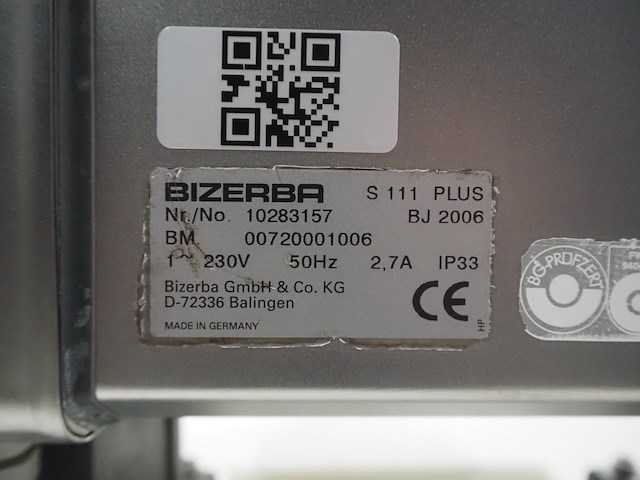 BIZERBA S 111 PLUS
Nr./No. 10283157 BJ 2006
BM 00720001006
1~ 230V 50Hz 2,7A IP33
Bizerba GmbH & Co. KG
D-72336 Balingen
CE
MADE IN GERMANY
HP
BG-PRÜFZERT